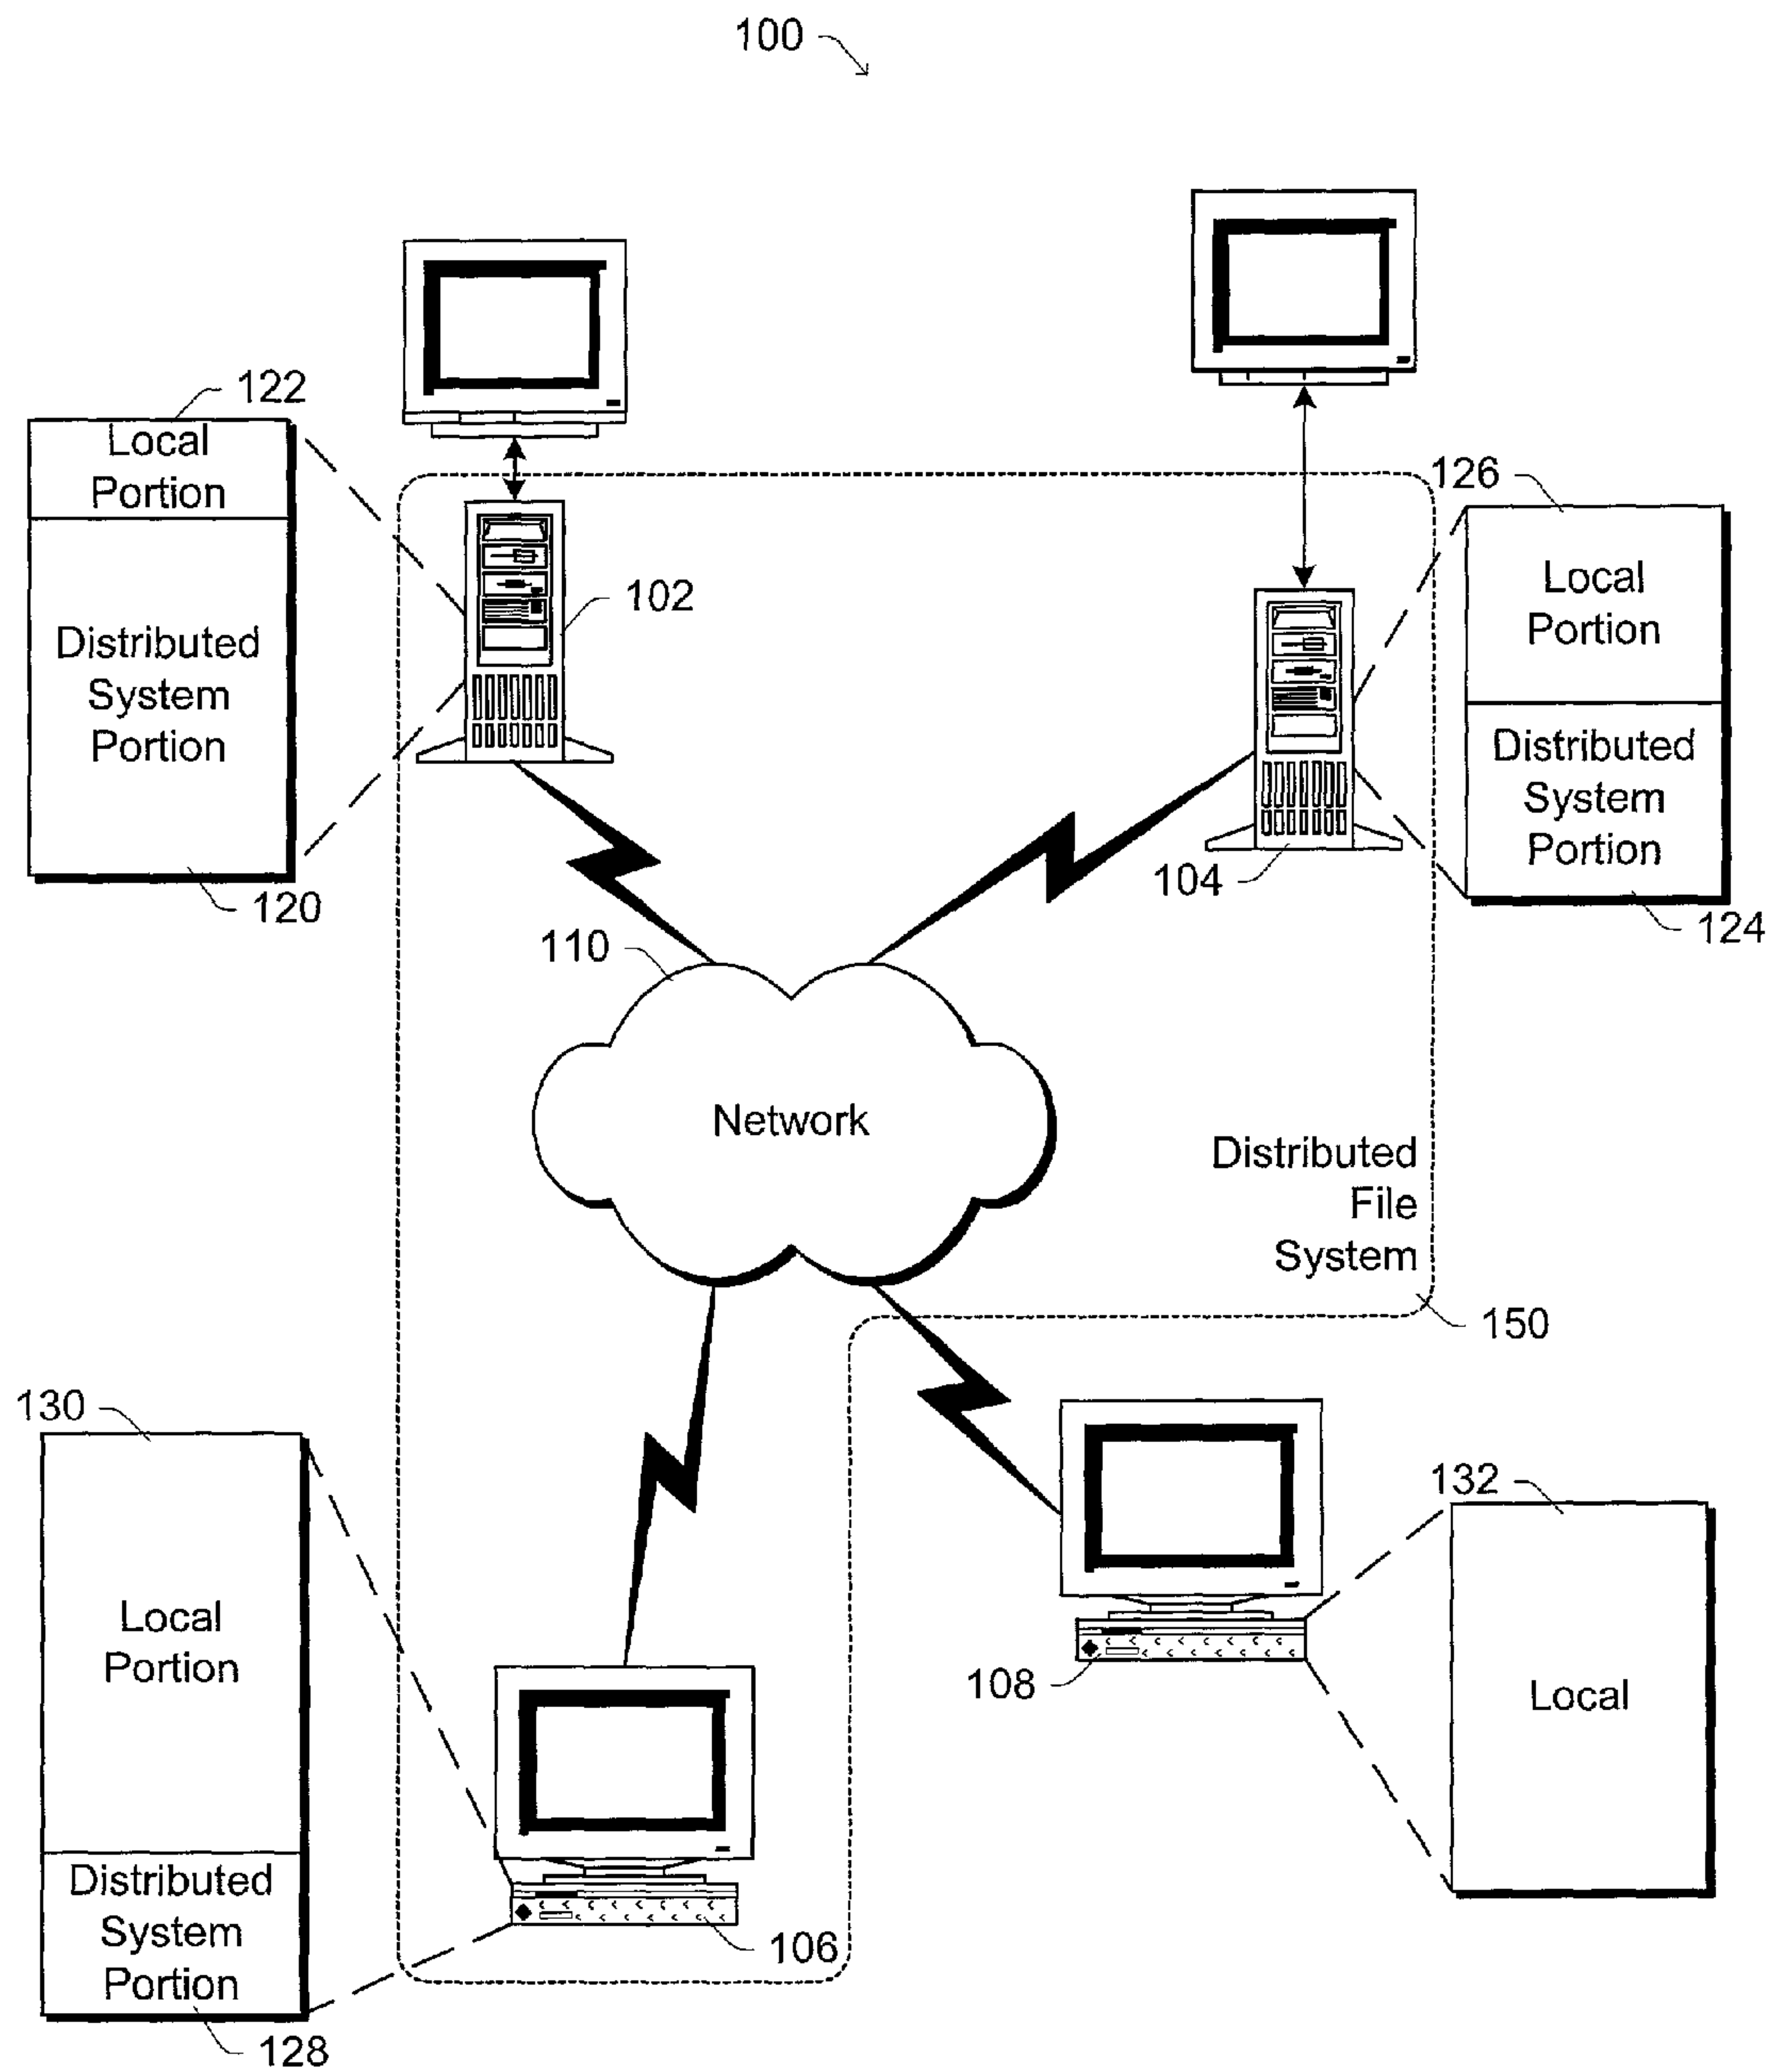 100
122
Local
Portion
Distributed
System
Portion
120
102
126
Local
Portion
Distributed
System
Portion
124
104
110
Network
Distributed
File
System
150
130
Local
Portion
Distributed
System
Portion
128
106
108
132
Local